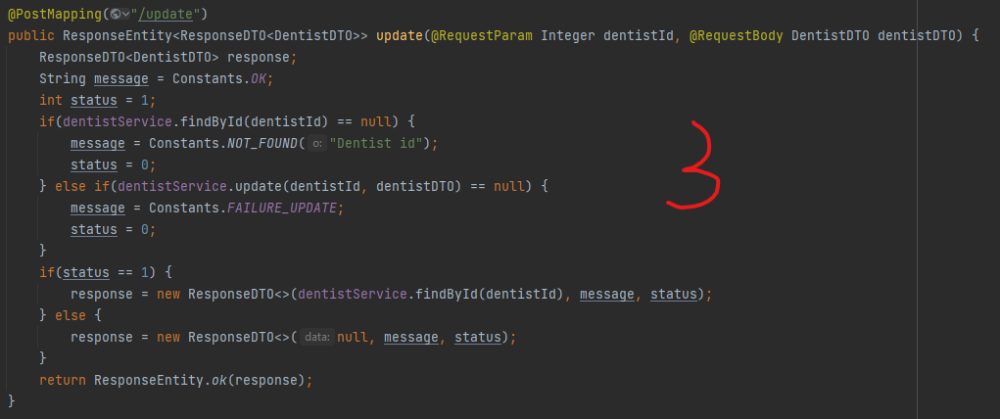 @PostMapping("/update")
public ResponseEntity<ResponseDTO<DentistDTO>> update(@RequestParam Integer dentistId, @RequestBody DentistDTO dentistDTO) {
    ResponseDTO<DentistDTO> response;
    String message = Constants.OK;
    int status = 1;
    if(dentistService.findById(dentistId) == null) {
        message = Constants.NOT_FOUND( o: "Dentist id");
        status = 0;
    } else if(dentistService.update(dentistId, dentistDTO) == null) {
        message = Constants.FAILURE_UPDATE;
        status = 0;
    }
    if(status == 1) {
        response = new ResponseDTO<>(dentistService.findById(dentistId), message, status);
    } else {
        response = new ResponseDTO<>( data: null, message, status);
    }
    return ResponseEntity.ok(response);
}
3